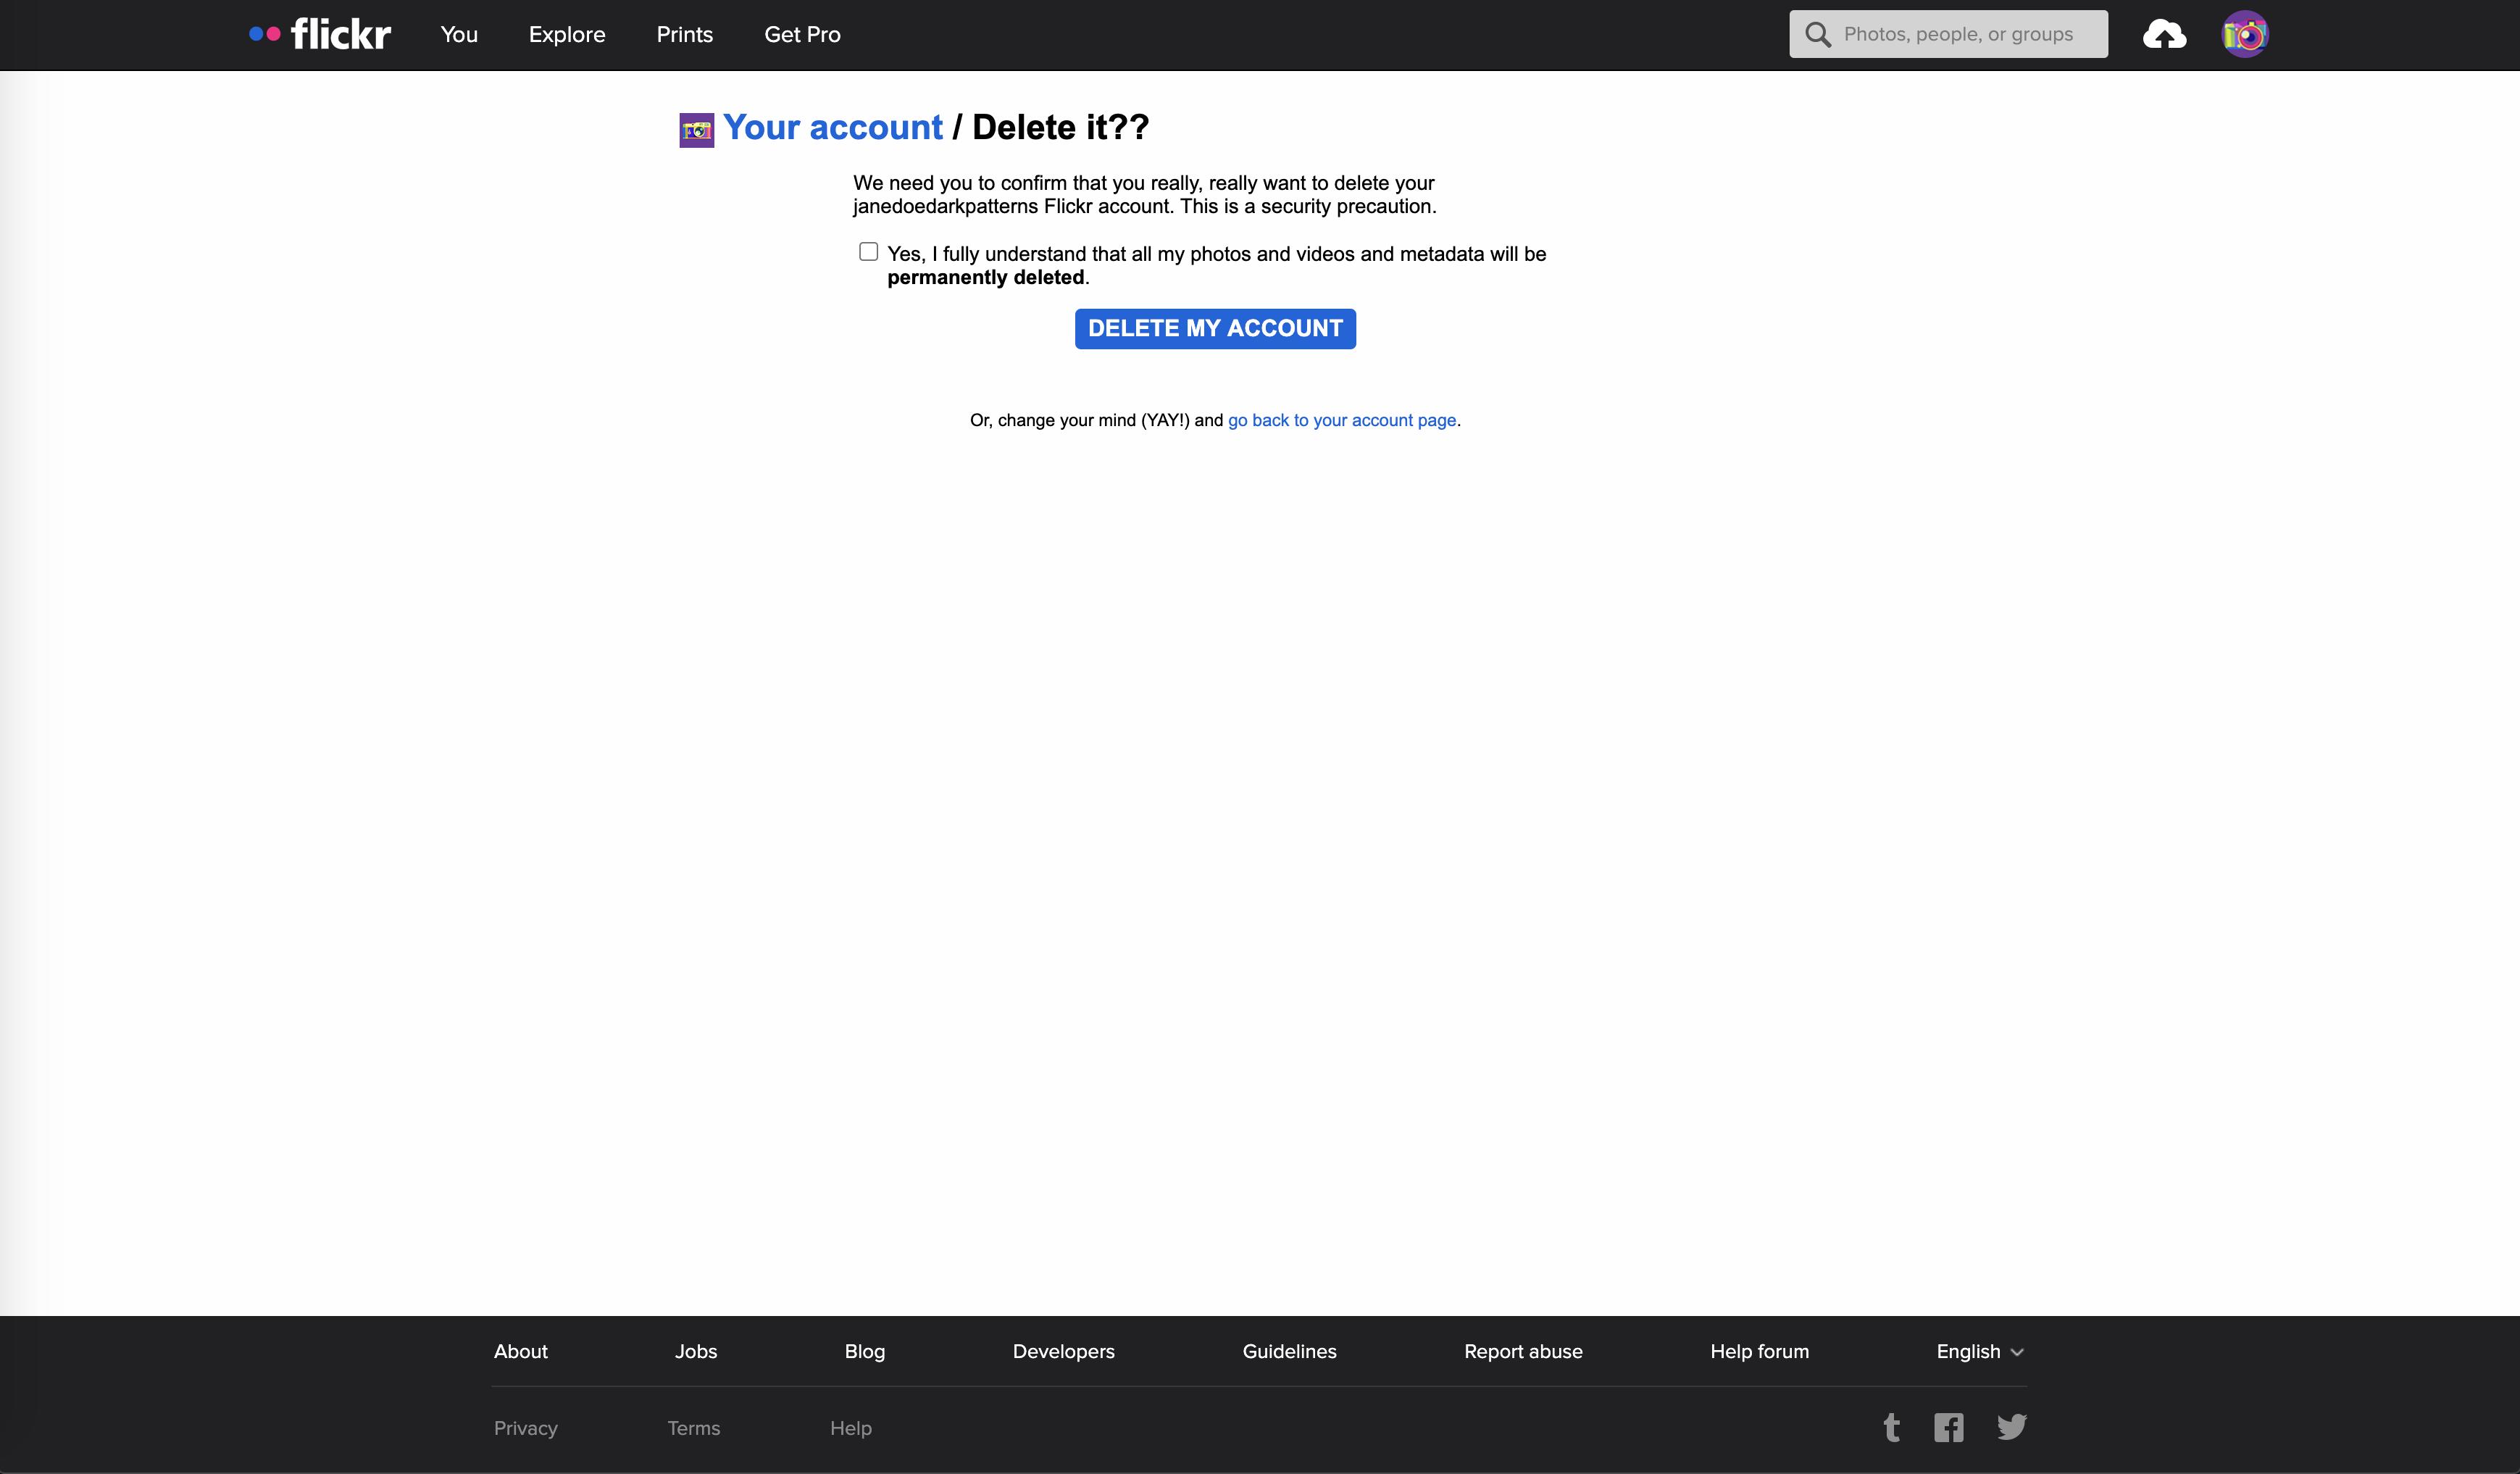 flickr You Explore Prints Get Pro Photos, people, or groups
Your account / Delete it??
We need you to confirm that you really, really want to delete your
janedoedarkpatterns Flickr account. This is a security precaution.
Yes, I fully understand that all my photos and videos and metadata will be
permanently deleted.
DELETE MY ACCOUNT
Or, change your mind (YAY!) and go back to your account page.
About Jobs Blog Developers Guidelines Report abuse Help forum English
Privacy Terms Help